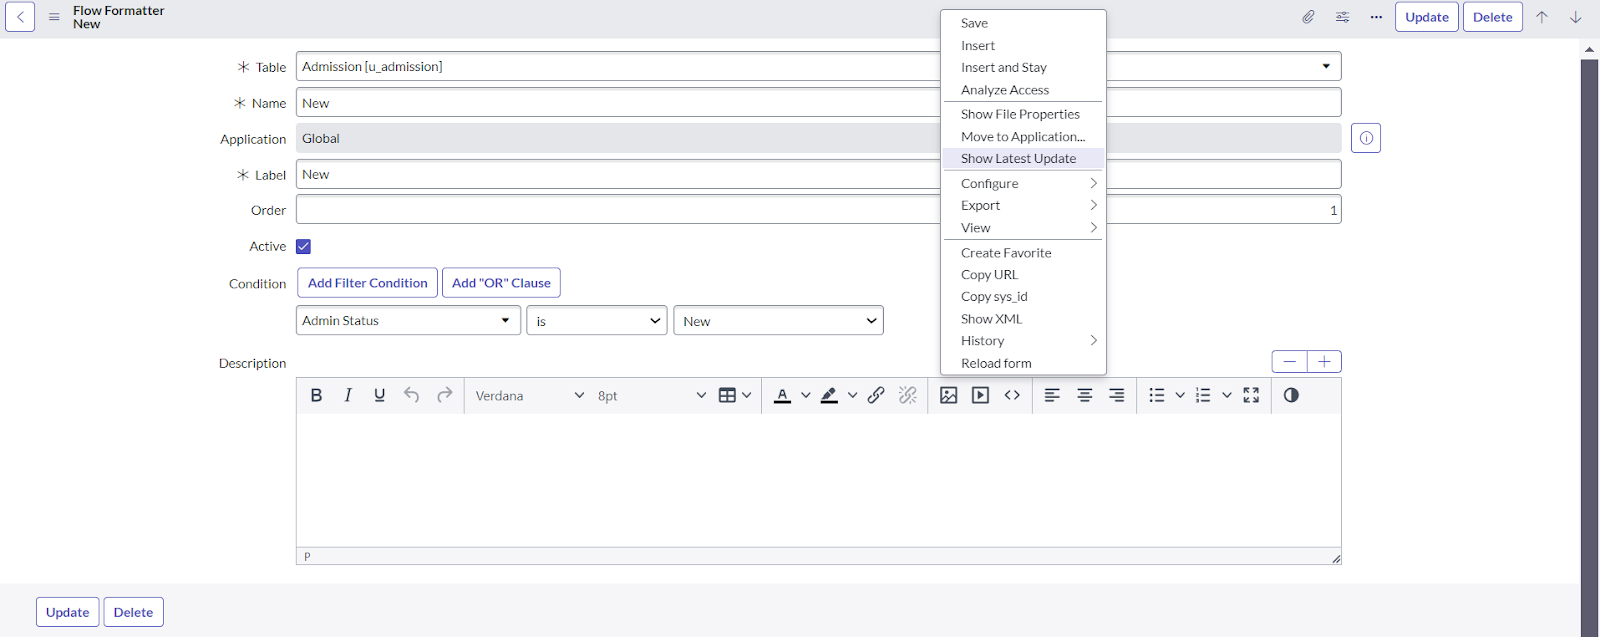 Flow Formatter
New
Update
Delete
Table
Admission [u_admission]
Name
New
Application
Global
Label
New
Order
1
Active
Condition
Add Filter Condition
Add "OR" Clause
Admin Status
is
New
Description
Save
Insert
Insert and Stay
Analyze Access
Show File Properties
Move to Application...
Show Latest Update
Configure
Export
View
Create Favorite
Copy URL
Copy sys_id
Show XML
History
Reload form
B I U Verdana 8pt A
P
Update
Delete